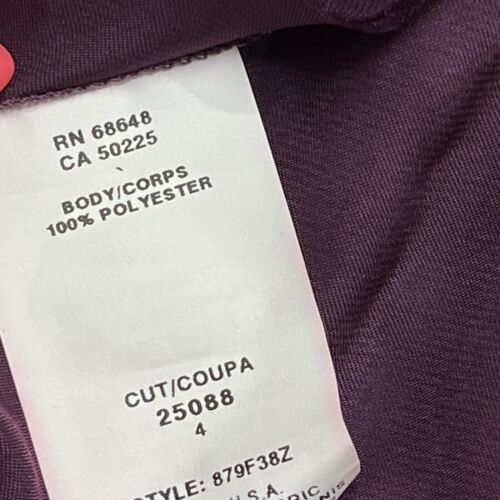 RN 68648
CA 50225
BODY/CORPS
100% POLYESTER
CUT/COUPA
25088
4
STYLE: 879F38Z
U.S.A.